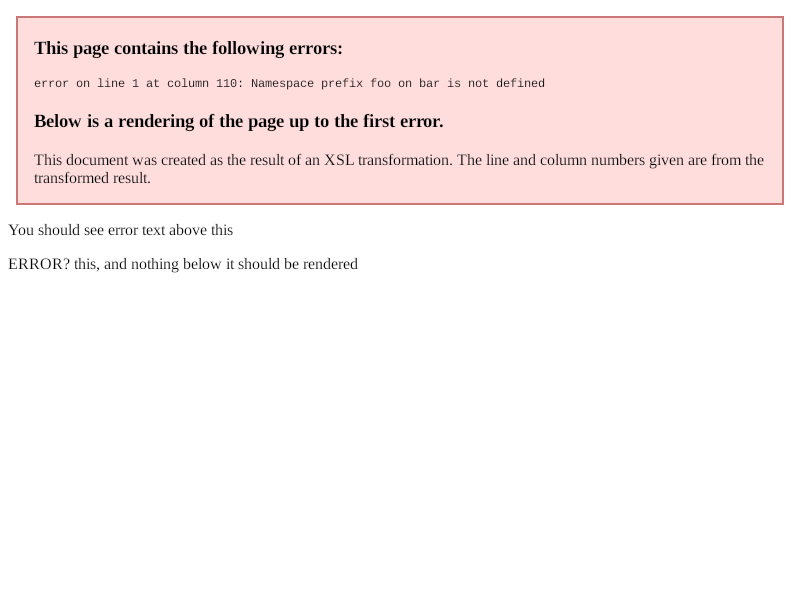 This page contains the following errors:
error on line 1 at column 110: Namespace prefix foo on bar is not defined
Below is a rendering of the page up to the first error.
This document was created as the result of an XSL transformation. The line and column numbers given are from the
transformed result.
You should see error text above this
ERROR? this, and nothing below it should be rendered